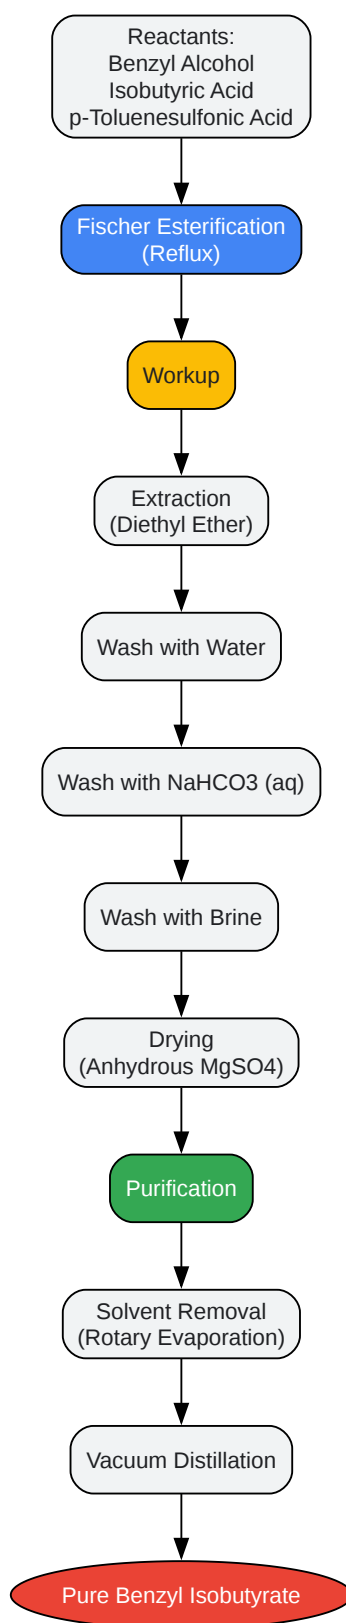 Reactants:
Benzyl Alcohol
Isobutyric Acid
p-Toluenesulfonic Acid
Fischer Esterification
(Reflux)
Workup
Extraction
(Diethyl Ether)
Wash with Water
Wash with NaHCO3 (aq)
Wash with Brine
Drying
(Anhydrous MgSO4)
Purification
Solvent Removal
(Rotary Evaporation)
Vacuum Distillation
Pure Benzyl Isobutyrate